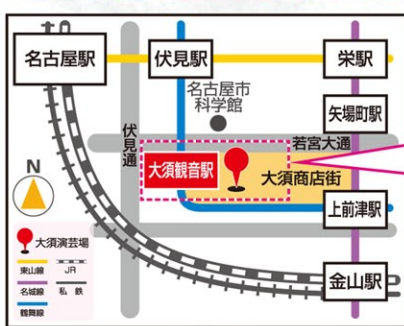 名古屋駅
伏見駅
栄駅
名古屋市
科学館
矢場町駅
伏見通
若宮大通
大須観音駅
大須商店街
N
上前津駅
大須演芸場
東山線
JR
名城線
私鉄
鶴舞線
金山駅